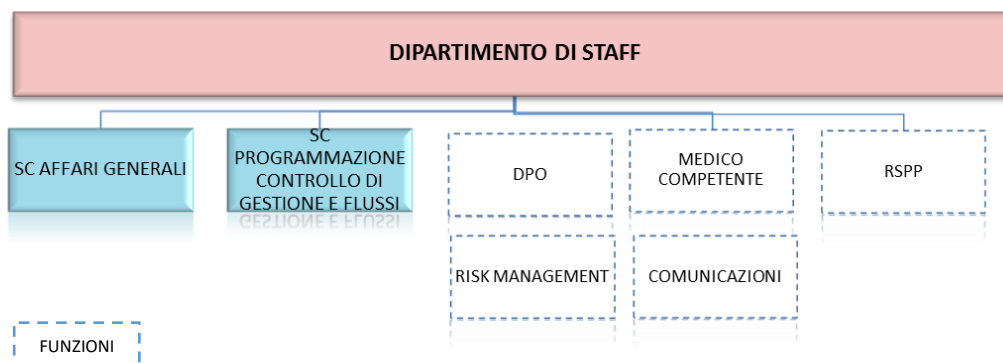 DIPARTIMENTO DI STAFF
SC AFFARI GENERALI
SC
PROGRAMMAZIONE
CONTROLLO DI
GESTIONE E FLUSSI
DPO
MEDICO
COMPETENTE
RSPP
RISK MANAGEMENT
COMUNICAZIONI
FUNZIONI